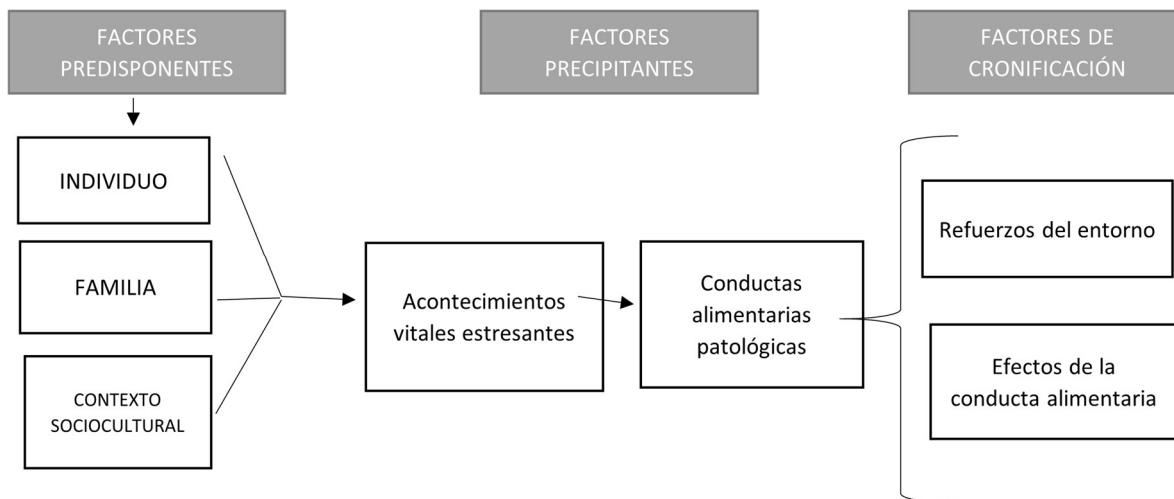 FACTORES
PREDISPONENTES
FACTORES
PRECIPITANTES
FACTORES DE
CRONIFICACIÓN
INDIVIDUO
FAMILIA
CONTEXTO
SOCIOCULTURAL
Acontecimientos
vitales estresantes
Conductas
alimentarias
patológicas
Refuerzos del entorno
Efectos de la
conducta alimentaria